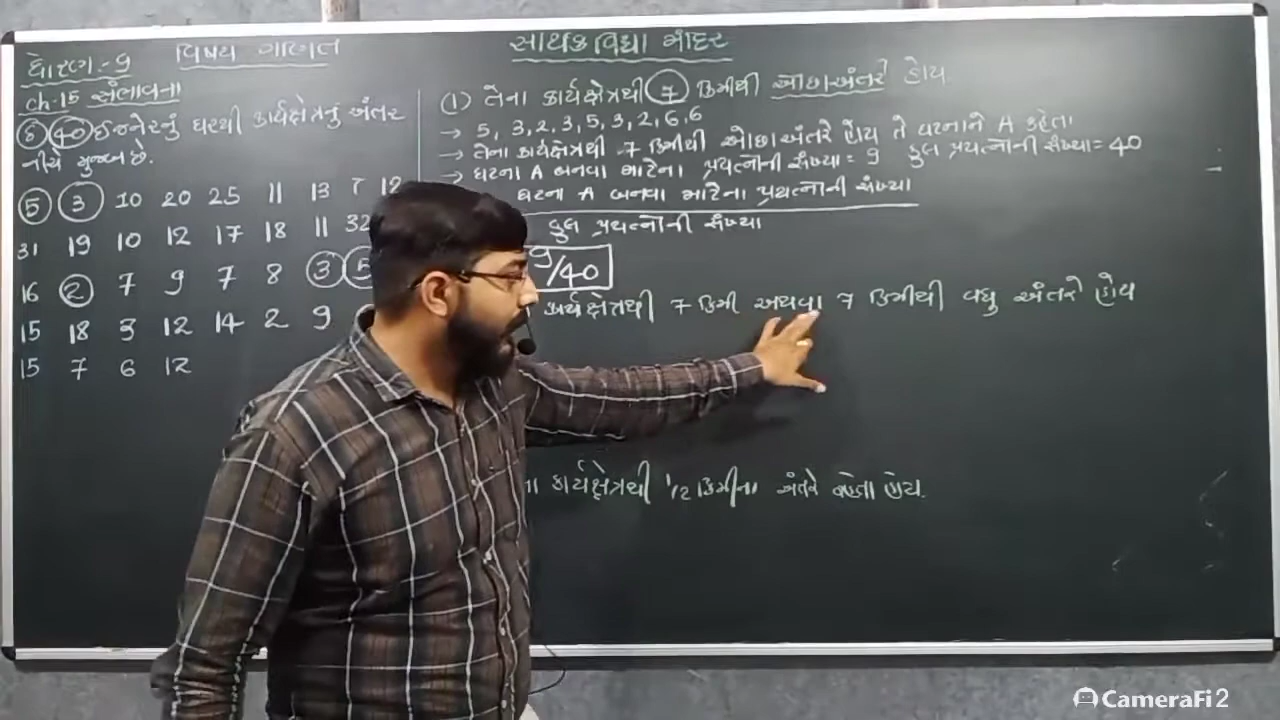 ધોરણ-૭ વિષય ગણિત
સાર્થક વિદ્યા મંદિર
ch-15 સંભાવના
6 40 ઈજનેરનું ઘરથી કાર્યક્ષેત્રનું અંતર
નીચે મુજબ છે.
5 3 10 20 25 11 13 7 12
31 19 10 12 17 18 11 32
16 2 7 9 7 8 3 5
15 18 3 12 14 2 9
15 7 6 12
(1) તેના કાર્યક્ષેત્રથી 7 કિમીથી ઓછા અંતરે હોય.
→ 5, 3, 2, 3, 5, 3, 2, 6, 6
→ તેના કાર્યક્ષેત્રથી 7 કિમીથી ઓછા અંતરે હોય તે ઘટનાને A કહેતા
→ ઘટના A બનવા માટેના પ્રયત્નોની સંખ્યા = 9 કુલ પ્રયત્નોની સંખ્યા = 40
ઘટના A બનવા માટેના પ્રયત્નોની સંખ્યા
કુલ પ્રયત્નોની સંખ્યા
9/40
કાર્યક્ષેત્રથી 7 કિમી અથવા 7 કિમીથી વધુ અંતરે હોય
ના કાર્યક્ષેત્રથી 1/2 કિમીના અંતરે રહેતા હોય.
CameraFi2